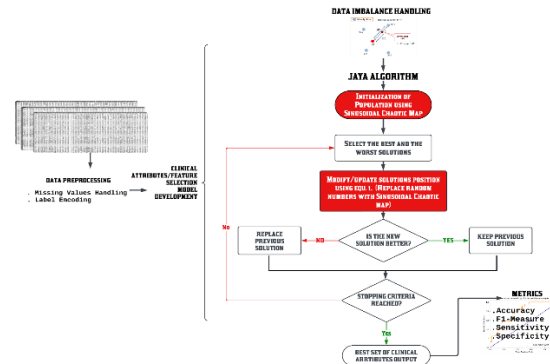 DATA IMBALANCE HANDLING
JAYA ALGORITHM
INITIALIZATION OF
POPULATION USING
SINUSOIDAL CHAOTIC MAP
SELECT THE BEST AND THE
WORST SOLUTIONS
MODIFY/UPDATE SOLUTIONS POSITION
USING EQU. 1. (REPLACE RANDOM
NUMBERS WITH SINUSOIDAL CHAOTIC
MAP)
IS THE NEW
SOLUTION BETTER?
NO
YES
REPLACE
PREVIOUS
SOLUTION
KEEP PREVIOUS
SOLUTION
STOPPING CRITERIA
REACHED?
No
Yes
BEST SET OF CLINICAL
ARTRIBUTES OUTPUT
DATA PREPROCESSING
. Missing Values Handling
. Label Encoding
CLINICAL
ATTRIBUTES/FEATURE
SELECTION
MODEL
DEVELOPMENT
METRICS
.Accuracy
.F1-Measure
.Sensitivity
.Specificity